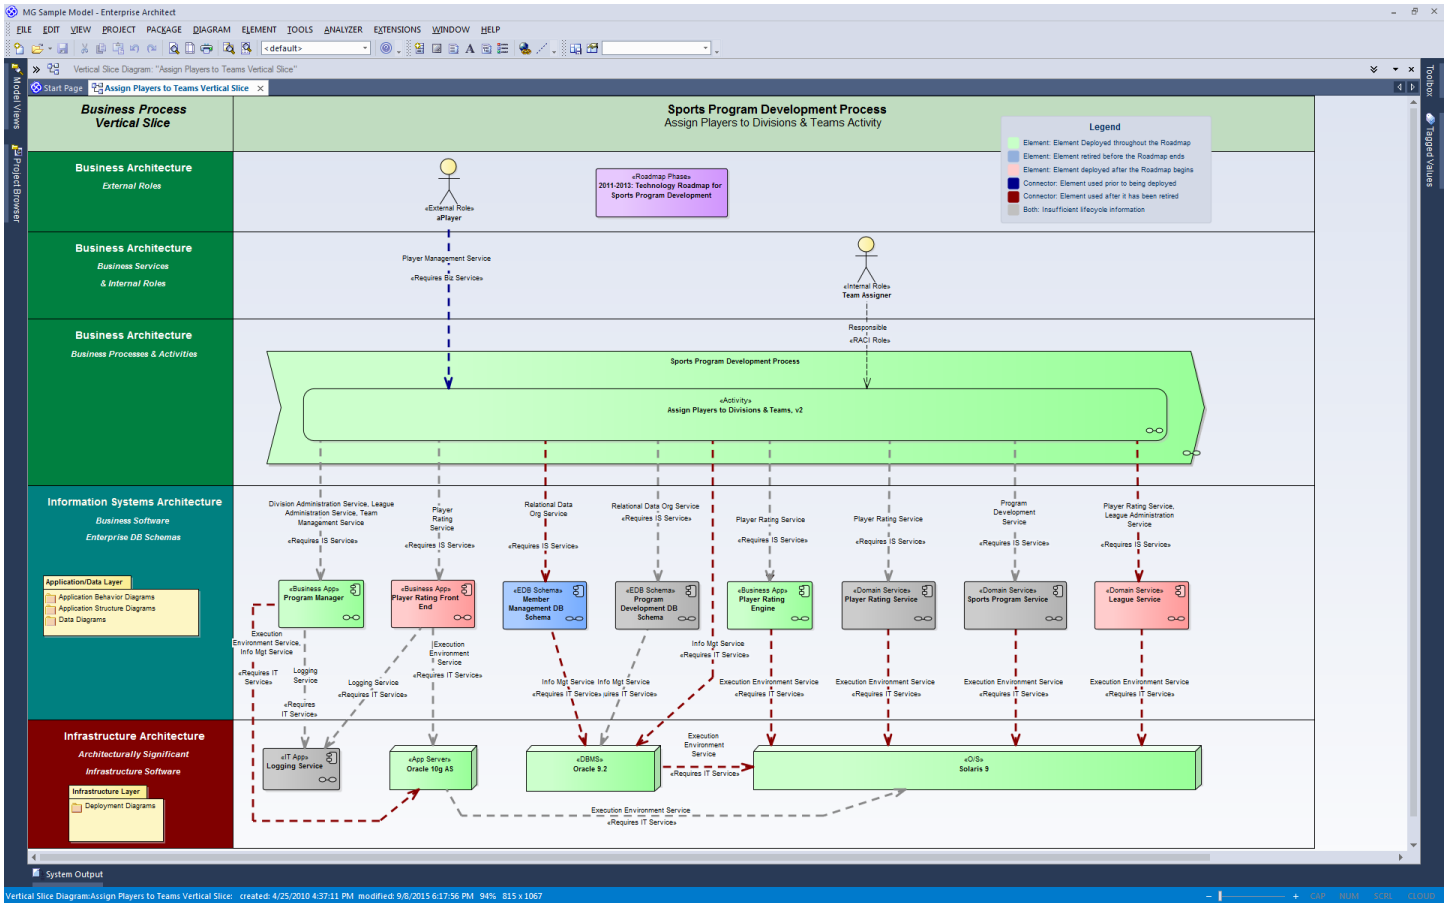 MG Sample Model - Enterprise Architect
FILE EDIT VIEW PROJECT PACKAGE DIAGRAM ELEMENT TOOLS ANALYZER EXTENSIONS WINDOW HELP
<default>
Vertical Slice Diagram: "Assign Players to Teams Vertical Slice"
Start Page
Assign Players to Teams Vertical Slice
Model Views
Project Browser
Toolbox
Tagged Values
Business Process
Vertical Slice
Sports Program Development Process
Assign Players to Divisions & Teams Activity
Legend
Element: Element Deployed throughout the Roadmap
Element: Element retired before the Roadmap ends
Element: Element deployed after the Roadmap begins
Connector: Element used prior to being deployed
Connector: Element used after it has been retired
Both: Insufficient lifecycle information
Business Architecture
External Roles
«External Role»
aPlayer
«Roadmap Phase»
2011-2013: Technology Roadmap for
Sports Program Development
Business Architecture
Business Services
& Internal Roles
Player Management Service
«Requires Biz Service»
«Internal Role»
Team Assigner
Business Architecture
Business Processes & Activities
Responsible
«RACI Role»
Sports Program Development Process
«Activity»
Assign Players to Divisions & Teams, v2
Information Systems Architecture
Business Software
Enterprise DB Schemas
Application/Data Layer
Application Behavior Diagrams
Application Structure Diagrams
Data Diagrams
Division Administration Service, League
Administration Service, Team
Management Service
«Requires IS Service»
Player
Rating
Service
«Requires IS Service»
Relational Data
Org Service
«Requires IS Service»
Relational Data Org Service
«Requires IS Service»
Player Rating Service
«Requires IS Service»
Player Rating Service
«Requires IS Service»
Program
Development
Service
«Requires IS Service»
Player Rating Service,
League Administration
Service
«Requires IS Service»
«Business App»
Program Manager
«Business App»
Player Rating Front
End
«EDB Schema»
Member
Management DB
Schema
«EDB Schema»
Program
Development DB
Schema
«Business App»
Player Rating
Engine
«Domain Service»
Player Rating Service
«Domain Service»
Sports Program Service
«Domain Service»
League Service
Execution
Environment Service,
Info Mgt Service
«Requires IT
Service»
Logging
Service
«Requires
IT Service»
Logging Service
«Requires IT Service»
Execution
Environment
Service
«Requires IT Service»
Info Mgt Service
«Requires IT Service»
Info Mgt Service
Info Mgt Service
«Requires IT Service»
Execution Environment Service
«Requires IT Service»
Execution Environment Service
«Requires IT Service»
Execution Environment Service
«Requires IT Service»
Execution Environment Service
«Requires IT Service»
Infrastructure Architecture
Architecturally Significant
Infrastructure Software
Infrastructure Layer
Deployment Diagrams
«IT App»
Logging Service
«App Server»
Oracle 10g AS
«DBMS»
Oracle 9.2
Execution
Environment
Service
«Requires IT Service»
«O/S»
Solaris 9
Execution Environment Service
«Requires IT Service»
System Output
Vertical Slice Diagram:Assign Players to Teams Vertical Slice: created: 4/25/2010 4:37:11 PM modified: 9/8/2015 6:17:56 PM 94% 815 x 1067
CAP NUM SCRL CLOUD